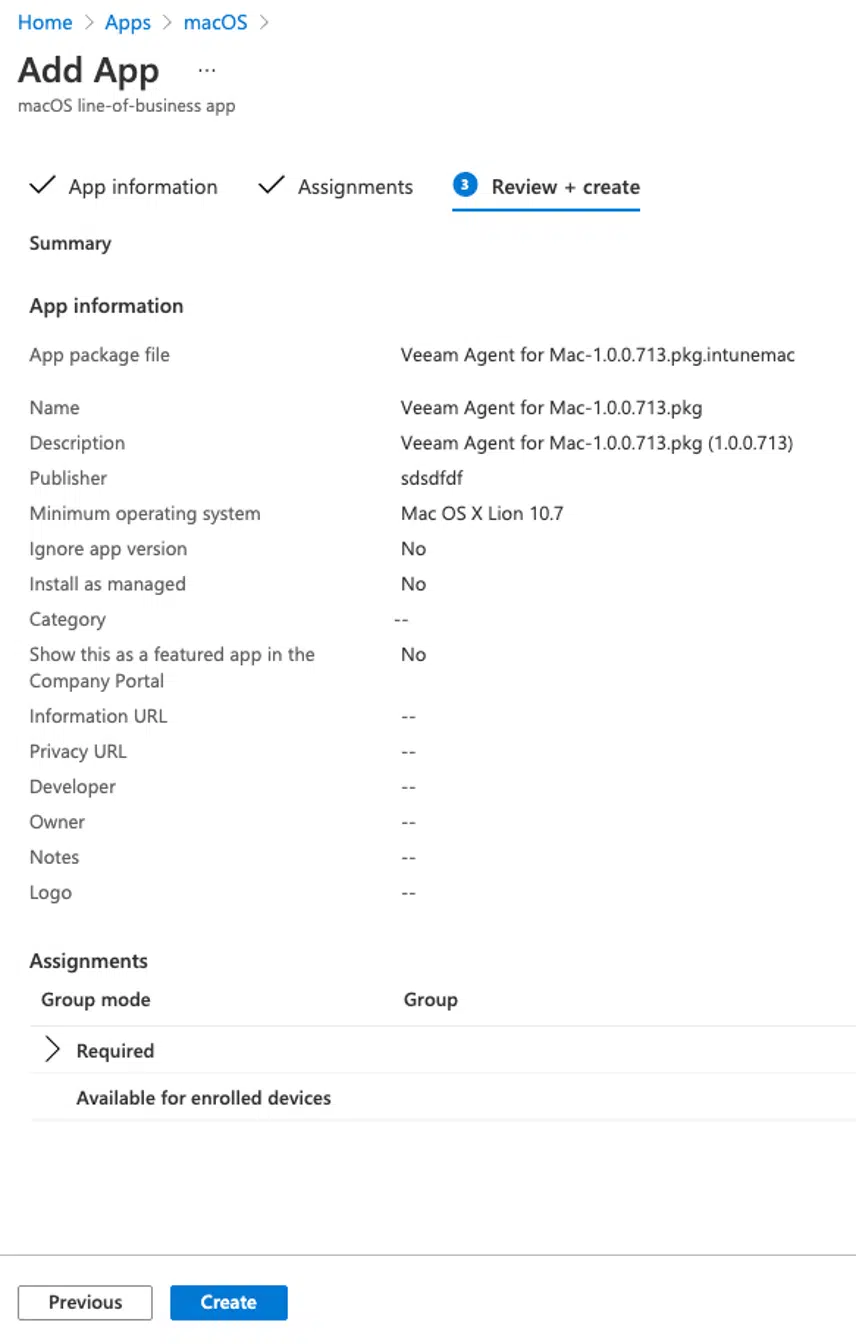 Home > Apps > macOS >
Add App ...
macOS line-of-business app
App information Assignments 3 Review + create
Summary
App information
App package file Veeam Agent for Mac-1.0.0.713.pkg.intunemac
Name Veeam Agent for Mac-1.0.0.713.pkg
Description Veeam Agent for Mac-1.0.0.713.pkg (1.0.0.713)
Publisher sdsdfdf
Minimum operating system Mac OS X Lion 10.7
Ignore app version No
Install as managed No
Category --
Show this as a featured app in the No
Company Portal
Information URL --
Privacy URL --
Developer --
Owner --
Notes --
Logo --
Assignments
Group mode Group
Required
Available for enrolled devices
Previous Create